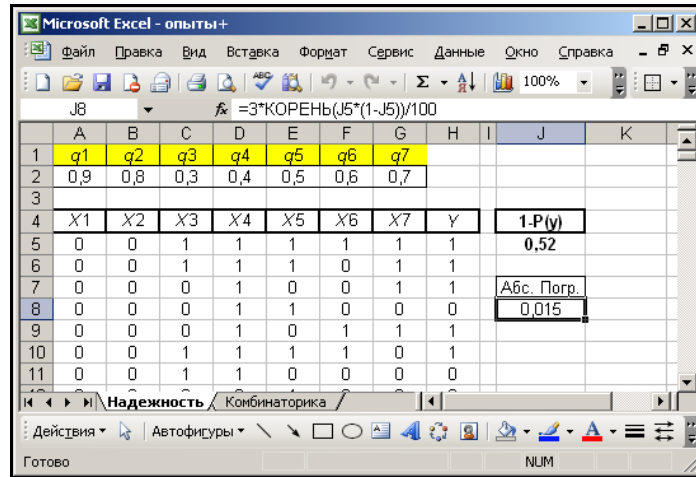 Microsoft Excel - опыты+
Файл Правка Вид Вставка Формат Сервис Данные Окно Справка
ABC Σ А Я 100%
J8 fx =3*КОРЕНЬ(J5*(1-J5))/100
A B C D E F G H I J K
1 q1 q2 q3 q4 q5 q6 q7
2 0,9 0,8 0,3 0,4 0,5 0,6 0,7
3
4 X1 X2 X3 X4 X5 X6 X7 Y 1-P(y)
5 0 0 1 1 1 1 1 1 0,52
6 0 0 1 1 1 0 1 1
7 0 0 0 1 0 0 1 1 Абс. Погр.
8 0 0 0 1 1 0 0 0 0,015
9 0 0 0 1 0 1 1 1
10 0 0 1 1 1 1 0 1
11 0 0 1 1 0 0 0 0
Надежность Комбинаторика
Действия Автофигуры A A
Готово NUM